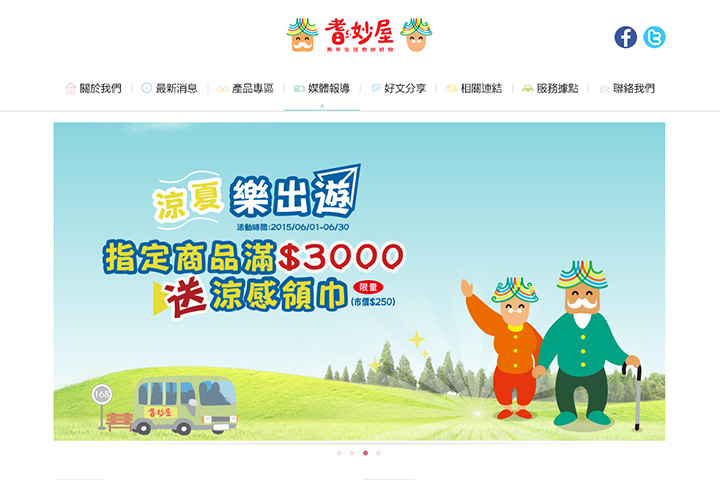 耆妙屋
熟年生活奇妙好物
f
關於我們
最新消息
產品專區
媒體報導
好文分享
相關連結
服務據點
聯絡我們
涼夏 樂出遊
活動時間:2015/06/01-06/30
指定商品滿$3000
送涼感領巾 限量
(市價$250)
168
耆妙屋